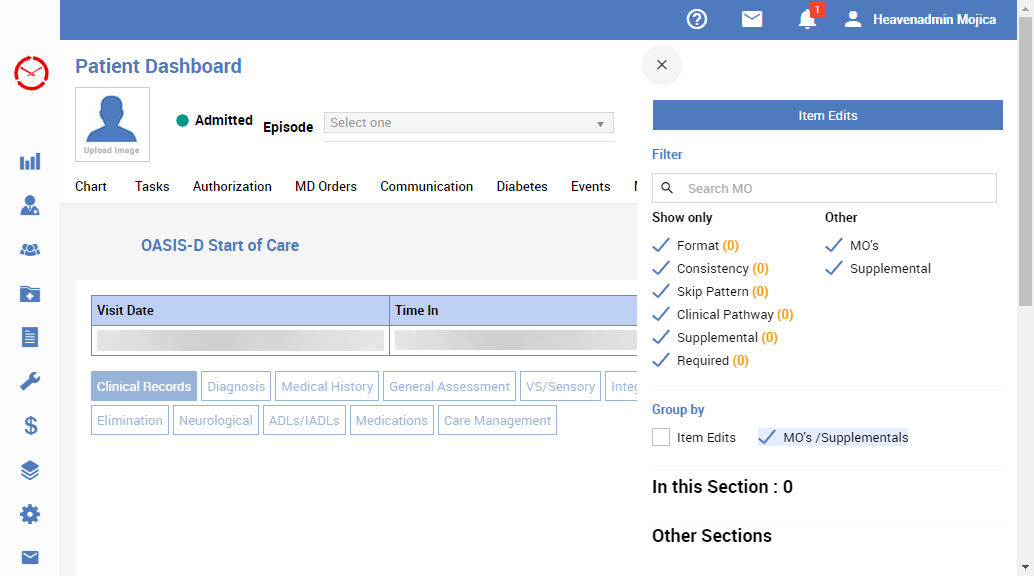 1
Heavenadmin Mojica
Patient Dashboard
Upload Image
Admitted
Episode
Select one
Chart
Tasks
Authorization
MD Orders
Communication
Diabetes
Events
OASIS-D Start of Care
Visit Date
Time In
Clinical Records
Diagnosis
Medical History
General Assessment
VS/Sensory
Elimination
Neurological
ADLs/IADLs
Medications
Care Management
Item Edits
Filter
Search MO
Show only
Format (0)
Consistency (0)
Skip Pattern (0)
Clinical Pathway (0)
Supplemental (0)
Required (0)
Other
MO's
Supplemental
Group by
Item Edits
MO's /Supplementals
In this Section : 0
Other Sections